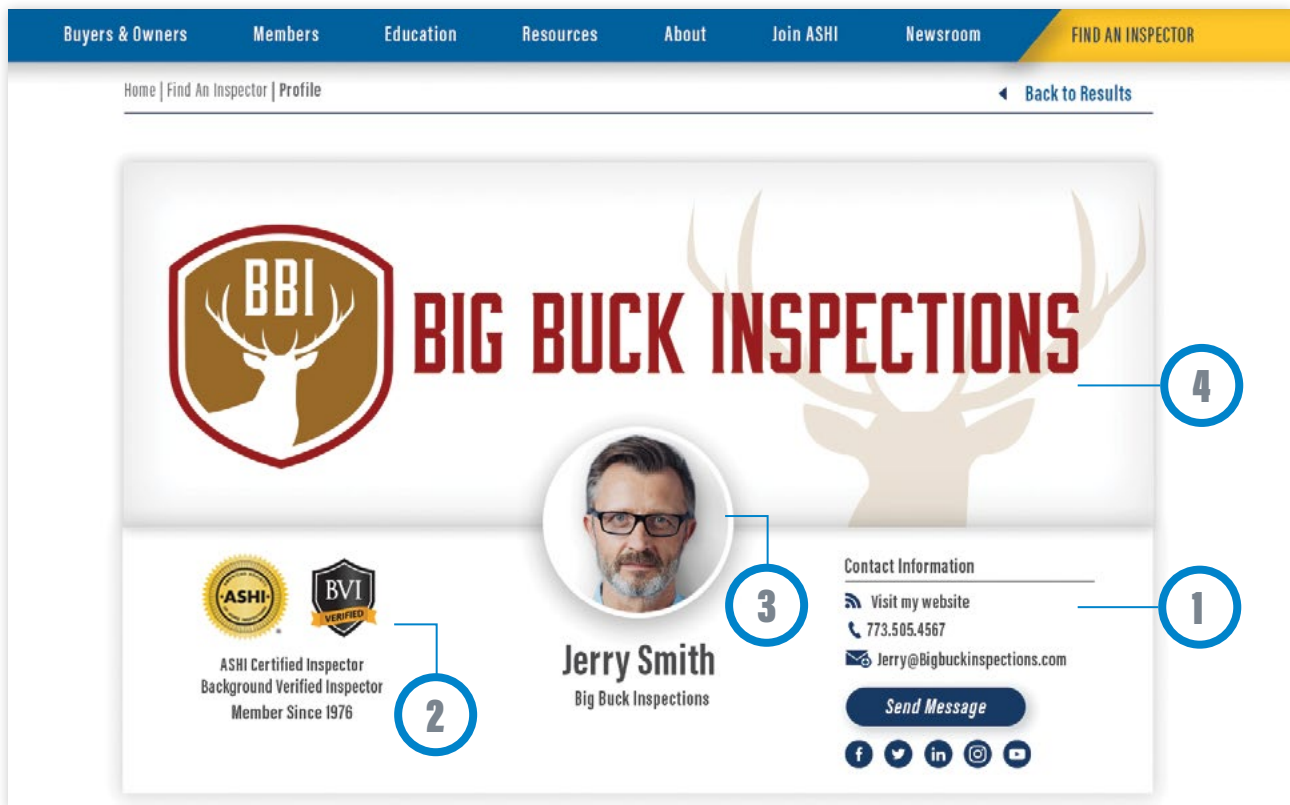 Buyers & Owners Members Education Resources About Join ASHI Newsroom FIND AN INSPECTOR
Home | Find An Inspector | Profile
Back to Results
BBI
BIG BUCK INSPECTIONS
4
3
ASHI
BVI
VERIFIED
ASHI Certified Inspector
Background Verified Inspector
Member Since 1976
2
Jerry Smith
Big Buck Inspections
Contact Information
Visit my website
773.505.4567
Jerry@Bigbuckinspections.com
1
Send Message
f
in